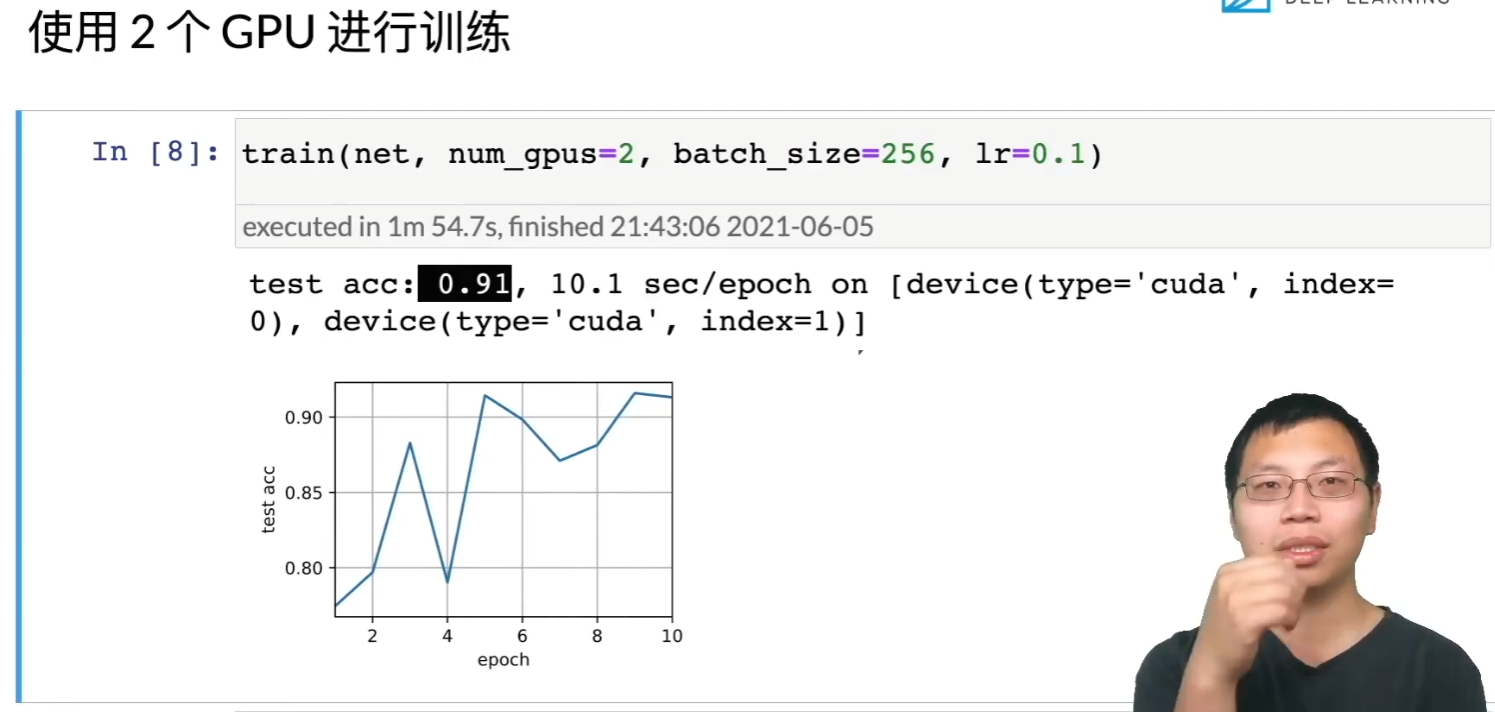 使用 2 个 GPU 进行训练
In [8]: train(net, num_gpus=2, batch_size=256, lr=0.1)
executed in 1m 54.7s, finished 21:43:06 2021-06-05
test acc: 0.91, 10.1 sec/epoch on [device(type='cuda', index=
0), device(type='cuda', index=1)]
0.90
0.85
0.80
test acc
2 4 6 8 10
epoch